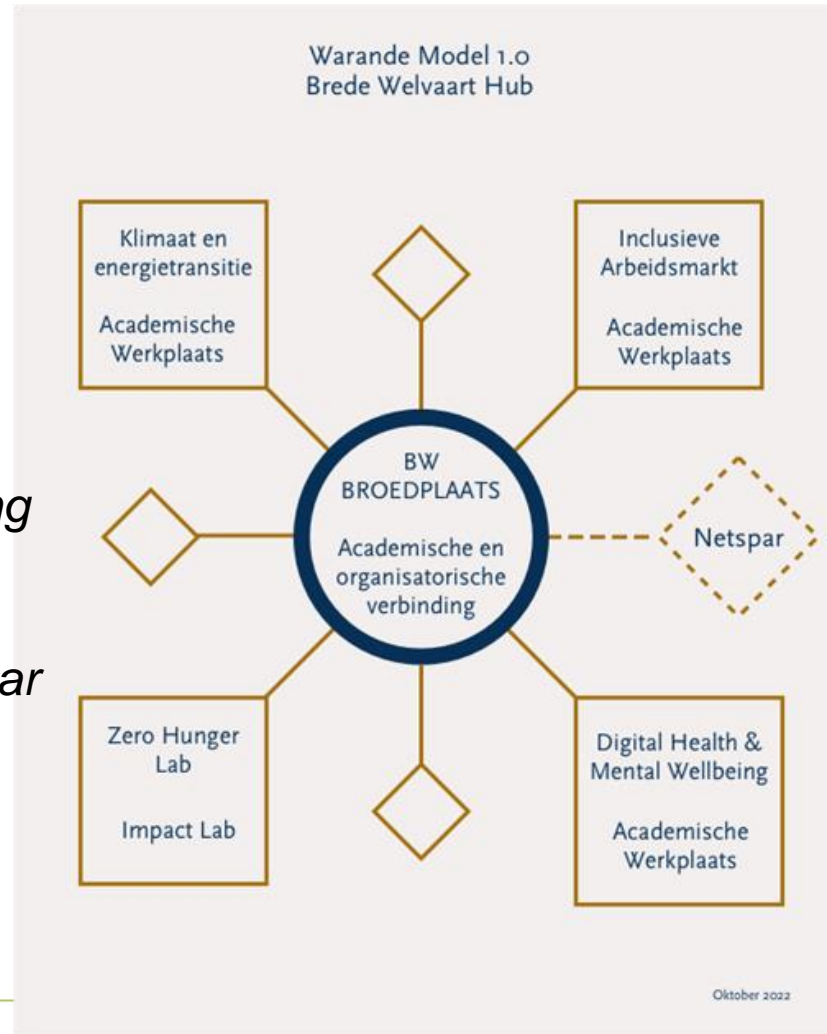 Warande Model 1.0
Brede Welvaart Hub
Klimaat en
energietransitie
Academische
Werkplaats
Inclusieve
Arbeidsmarkt
Academische
Werkplaats
BW
BROEDPLAATS
Academische en
organisatorische
verbinding
Netspar
Zero Hunger
Lab
Impact Lab
Digital Health &
Mental Wellbeing
Academische
Werkplaats
Oktober 2022